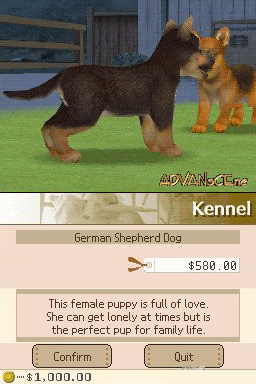 ADVANsCEne
Kennel
German Shepherd Dog
$580.00
This female puppy is full of love.
She can get lonely at times but is
the perfect pup for family life.
Confirm
Quit
$1,000.00